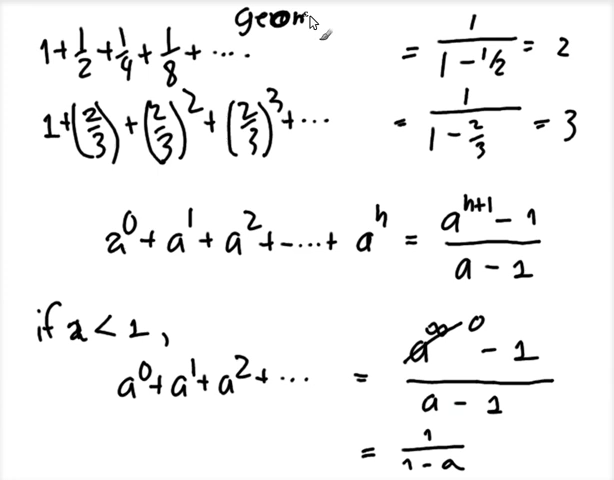 geom
1 + 1/2 + 1/4 + 1/8 + .... = 1/(1 - 1/2) = 2
1 + (2/3) + (2/3)^2 + (2/3)^3 + ... = 1/(1 - 2/3) = 3
a^0 + a^1 + a^2 + ..... + a^n = (a^(n+1) - 1)/(a - 1)
if a < 1,
a^0 + a^1 + a^2 + ... = (a^∞ 0 - 1)/(a - 1)
= 1/(1 - a)